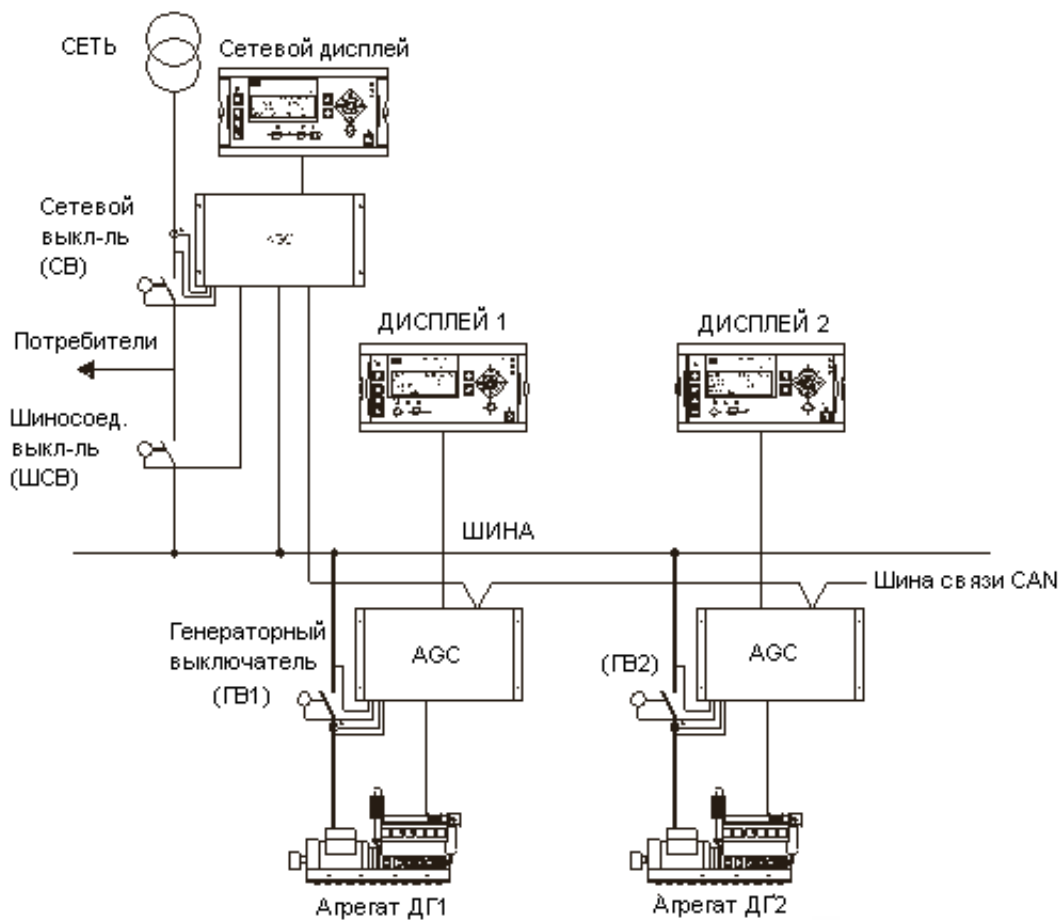 СЕТЬ
Сетевой дисплей
Сетевой
выкл-ль
(СВ)
Потребители
Шиносоед.
выкл-ль
(ШСВ)
ДИСПЛЕЙ 1
ДИСПЛЕЙ 2
ШИНА
Шина связи CAN
Генераторный
выключатель
(ГВ1)
AGC
(ГВ2)
AGC
Агрегат ДГ1
Агрегат ДГ2